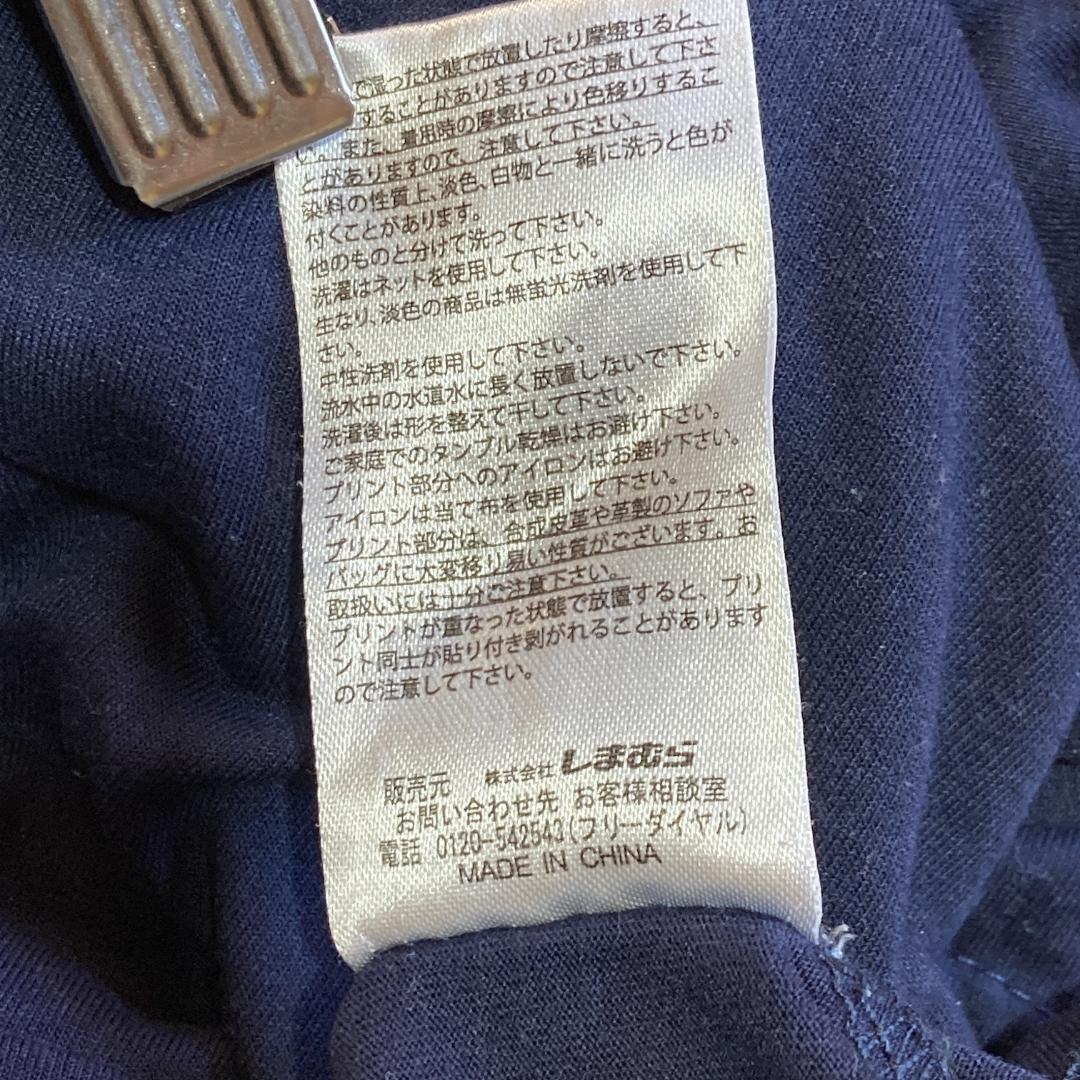 で湿った状態で放置したり摩擦すると、
することがありますので注意して下さ
い。また、着用時の摩擦により色移りするこ
とがありますので、注意して下さい。
染料の性質上、淡色、白物と一緒に洗うと色が
付くことがあります。
他のものと分けて洗って下さい。
洗濯はネットを使用して下さい。
生なり、淡色の商品は無蛍光洗剤を使用して下
さい。
中性洗剤を使用して下さい。
流水中の水道水に長く放置しないで下さい。
洗濯後は形を整えて干して下さい。
ご家庭でのタンブル乾燥はお避け下さい。
プリント部分へのアイロンはお避け下さい。
アイロンは当て布を使用して下さい。
プリント部分は、合成皮革や革製のソファや
バッグに大変移り易い性質がございます。お
取扱いには十分ご注意下さい。
プリントが重なった状態で放置すると、プリ
ント同士が貼り付き剥がれることがあります
ので注意して下さい。
販売元 株式会社 しまむら
お問い合わせ先 お客様相談室
電話 0120-542543(フリーダイヤル)
MADE IN CHINA